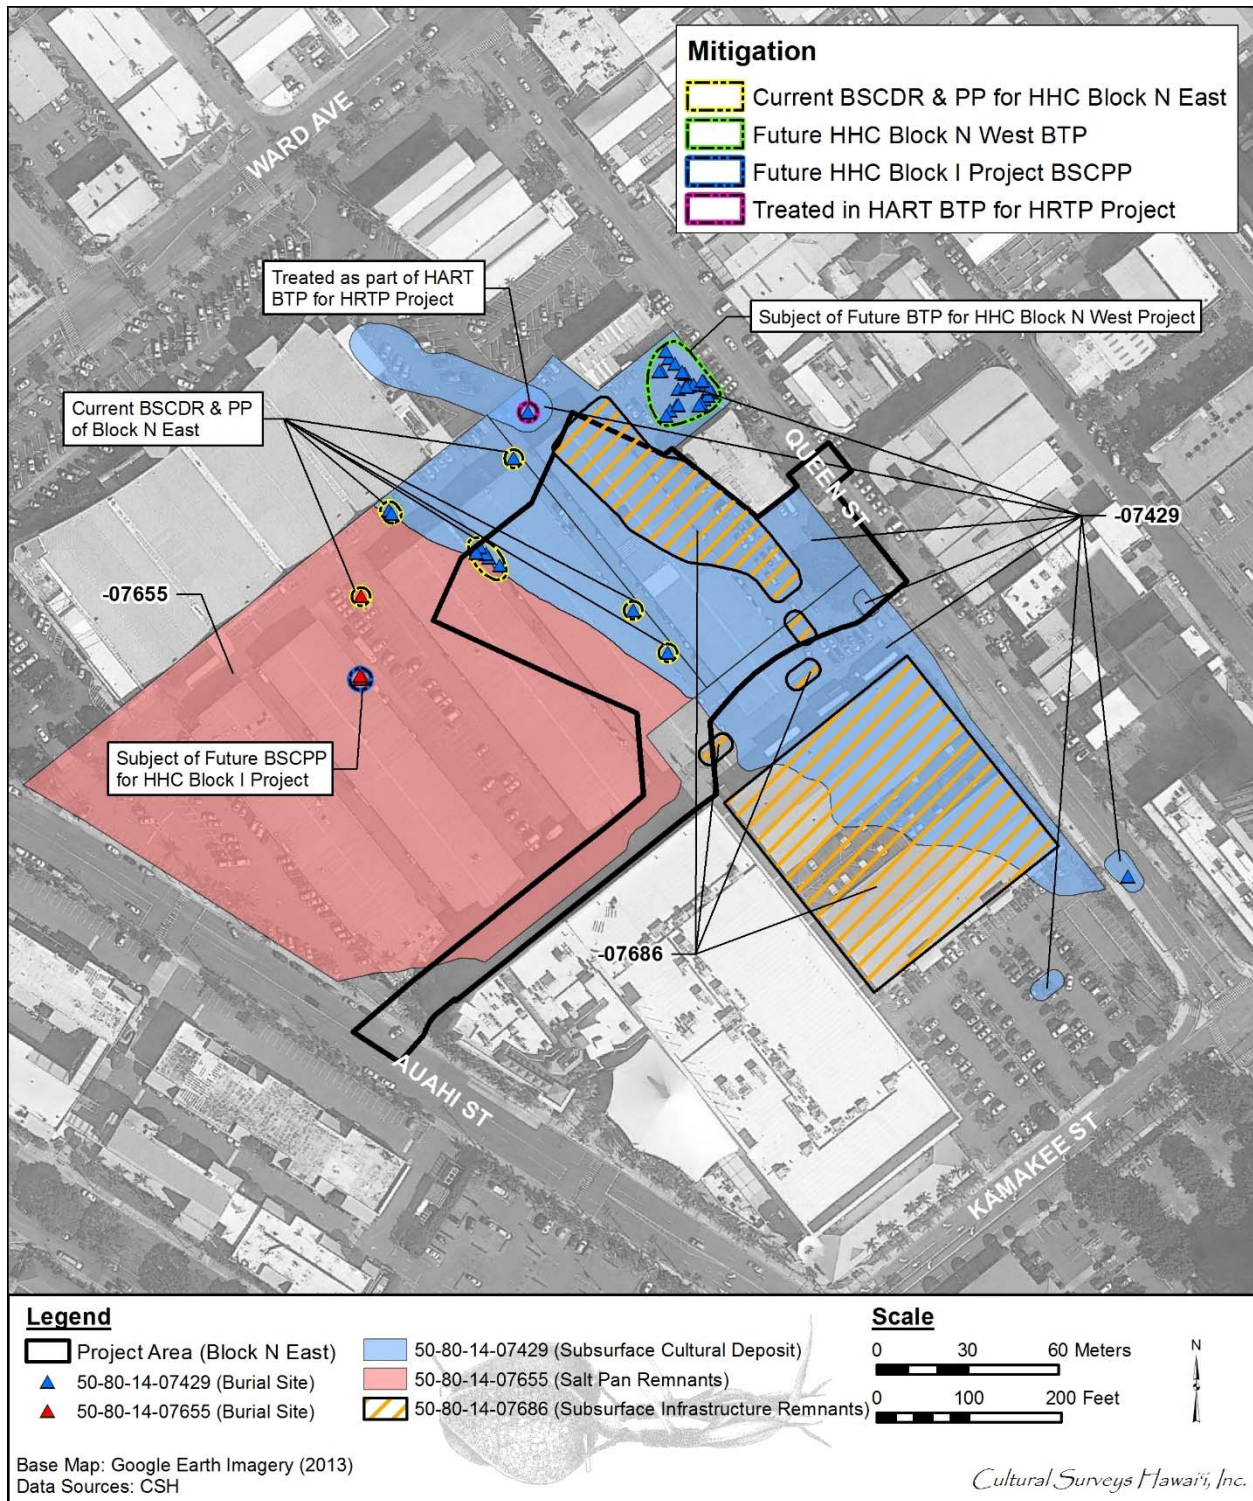 Mitigation
Current BSCDR & PP for HHC Block N East
Future HHC Block N West BTP
Future HHC Block I Project BSCPP
Treated in HART BTP for HRTP Project
WARD AVE
Treated as part of HART
BTP for HRTP Project
Subject of Future BTP for HHC Block N West Project
Current BSCDR & PP
of Block N East
QUEEN ST
-07429
-07655
Subject of Future BSCPP
for HHC Block I Project
-07686
AUAHI ST
KAMAKEE ST
Legend
Project Area (Block N East)
50-80-14-07429 (Burial Site)
50-80-14-07655 (Burial Site)
50-80-14-07429 (Subsurface Cultural Deposit)
50-80-14-07655 (Salt Pan Remnants)
50-80-14-07686 (Subsurface Infrastructure Remnants)
Scale
0 30 60 Meters
0 100 200 Feet
N
Base Map: Google Earth Imagery (2013)
Data Sources: CSH
Cultural Surveys Hawai‘i, Inc.